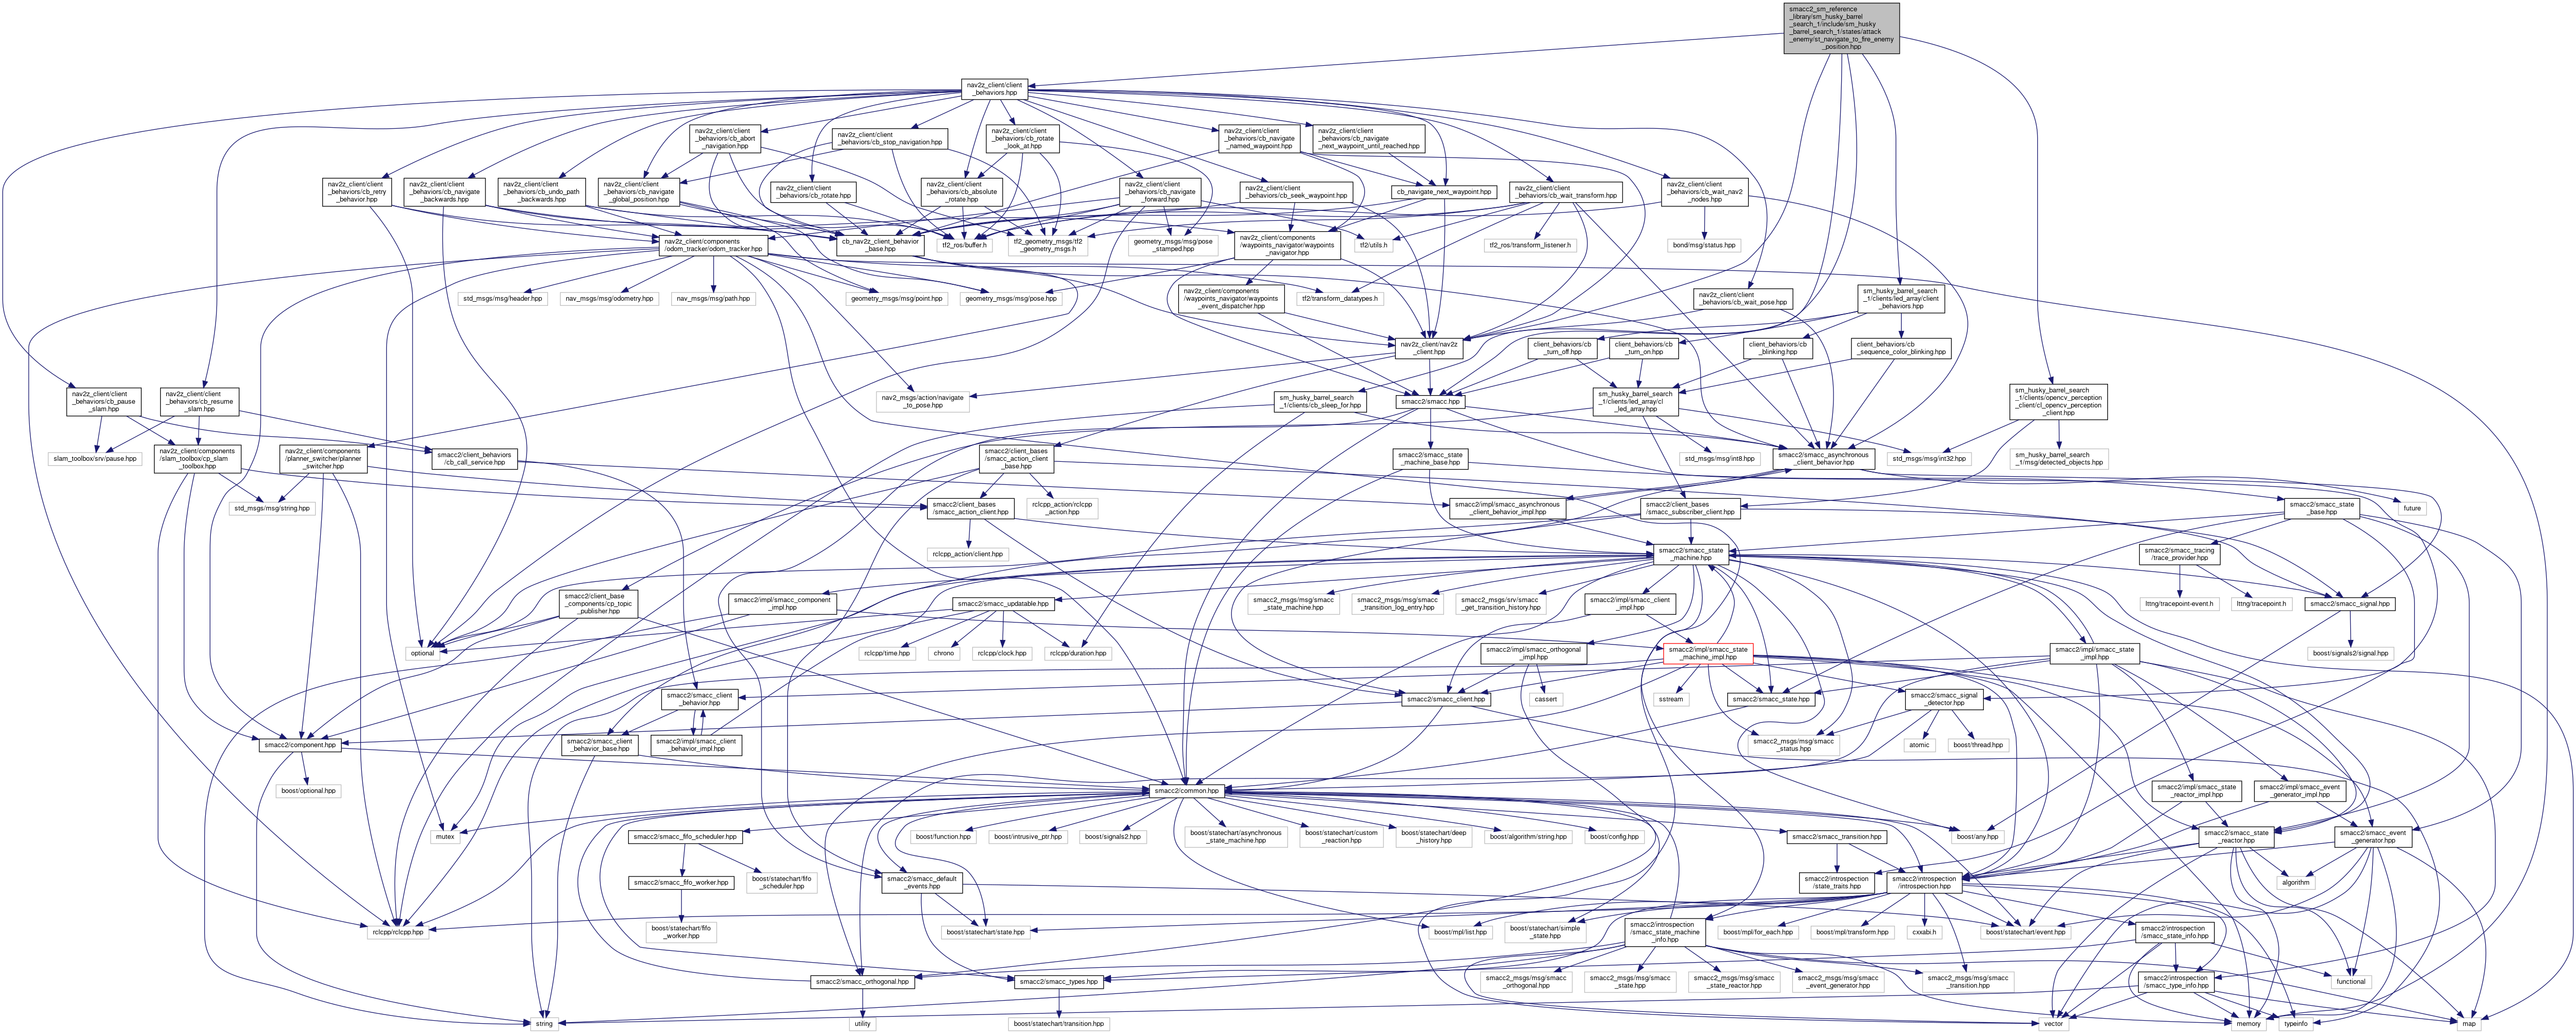 smacc2_sm_reference
_library/sm_husky_barrel
_search_1/include/sm_husky
_barrel_search_1/states/attack
_enemy/st_navigate_to_fire_enemy
_position.hpp
nav2z_client/client
_behaviors.hpp
nav2z_client/client
_behaviors/cb_abort
_navigation.hpp
nav2z_client/client
_behaviors/cb_stop_navigation.hpp
nav2z_client/client
_behaviors/cb_rotate
_look_at.hpp
nav2z_client/client
_behaviors/cb_navigate
_named_waypoint.hpp
nav2z_client/client
_behaviors/cb_navigate
_next_waypoint_until_reached.hpp
nav2z_client/client
_behaviors/cb_retry
_behavior.hpp
nav2z_client/client
_behaviors/cb_navigate
_backwards.hpp
nav2z_client/client
_behaviors/cb_undo_path
_backwards.hpp
nav2z_client/client
_behaviors/cb_navigate
_global_position.hpp
nav2z_client/client
_behaviors/cb_rotate.hpp
nav2z_client/client
_behaviors/cb_absolute
_rotate.hpp
nav2z_client/client
_behaviors/cb_navigate
_forward.hpp
nav2z_client/client
_behaviors/cb_seek_waypoint.hpp
cb_navigate_next_waypoint.hpp
nav2z_client/client
_behaviors/cb_wait_transform.hpp
nav2z_client/client
_behaviors/cb_wait_nav2
_nodes.hpp
nav2z_client/components
/odom_tracker/odom_tracker.hpp
cb_nav2z_client_behavior
_base.hpp
tf2_ros/buffer.h
tf2_geometry_msgs/tf2
_geometry_msgs.h
geometry_msgs/msg/pose
_stamped.hpp
nav2z_client/components
/waypoints_navigator/waypoints
_navigator.hpp
tf2/utils.h
tf2_ros/transform_listener.h
bond/msg/status.hpp
std_msgs/msg/header.hpp
nav_msgs/msg/odometry.hpp
nav_msgs/msg/path.hpp
geometry_msgs/msg/point.hpp
geometry_msgs/msg/pose.hpp
nav2z_client/components
/waypoints_navigator/waypoints
_event_dispatcher.hpp
tf2/transform_datatypes.h
nav2z_client/client
_behaviors/cb_wait_pose.hpp
sm_husky_barrel_search
_1/clients/led_array/client
_behaviors.hpp
nav2z_client/nav2z
_client.hpp
client_behaviors/cb
_turn_off.hpp
client_behaviors/cb
_turn_on.hpp
client_behaviors/cb
_blinking.hpp
client_behaviors/cb
_sequence_color_blinking.hpp
nav2z_client/client
_behaviors/cb_pause
_slam.hpp
nav2z_client/client
_behaviors/cb_resume
_slam.hpp
nav2_msgs/action/navigate
_to_pose.hpp
sm_husky_barrel_search
_1/clients/cb_sleep_for.hpp
smacc2/smacc.hpp
sm_husky_barrel_search
_1/clients/led_array/cl
_led_array.hpp
sm_husky_barrel_search
_1/clients/opencv_perception
_client/cl_opencv_perception
_client.hpp
slam_toolbox/srv/pause.hpp
nav2z_client/components
/slam_toolbox/cp_slam
_toolbox.hpp
nav2z_client/components
/planner_switcher/planner
_switcher.hpp
smacc2/client_behaviors
/cb_call_service.hpp
smacc2/client_bases
/smacc_action_client
_base.hpp
smacc2/smacc_state
_machine_base.hpp
std_msgs/msg/int8.hpp
smacc2/smacc_asynchronous
_client_behavior.hpp
std_msgs/msg/int32.hpp
sm_husky_barrel_search
_1/msg/detected_objects.hpp
std_msgs/msg/string.hpp
smacc2/client_bases
/smacc_action_client.hpp
rclcpp_action/rclcpp
_action.hpp
smacc2/impl/smacc_asynchronous
_client_behavior_impl.hpp
smacc2/client_bases
/smacc_subscriber_client.hpp
smacc2/smacc_state
_base.hpp
future
rclcpp_action/client.hpp
smacc2/smacc_state
_machine.hpp
smacc2/smacc_tracing
/trace_provider.hpp
smacc2/client_base
_components/cp_topic
_publisher.hpp
smacc2/impl/smacc_component
_impl.hpp
smacc2/smacc_updatable.hpp
smacc2_msgs/msg/smacc
_state_machine.hpp
smacc2_msgs/msg/smacc
_transition_log_entry.hpp
smacc2_msgs/srv/smacc
_get_transition_history.hpp
smacc2/impl/smacc_client
_impl.hpp
lttng/tracepoint-event.h
lttng/tracepoint.h
smacc2/smacc_signal.hpp
optional
rclcpp/time.hpp
chrono
rclcpp/clock.hpp
rclcpp/duration.hpp
smacc2/impl/smacc_orthogonal
_impl.hpp
smacc2/impl/smacc_state
_machine_impl.hpp
smacc2/impl/smacc_state
_impl.hpp
boost/signals2/signal.hpp
smacc2/smacc_client
_behavior.hpp
smacc2/smacc_client.hpp
cassert
sstream
smacc2/smacc_state.hpp
smacc2/smacc_signal
_detector.hpp
smacc2/component.hpp
smacc2/smacc_client
_behavior_base.hpp
smacc2/impl/smacc_client
_behavior_impl.hpp
smacc2_msgs/msg/smacc
_status.hpp
atomic
boost/thread.hpp
boost/optional.hpp
smacc2/common.hpp
smacc2/impl/smacc_state
_reactor_impl.hpp
smacc2/impl/smacc_event
_generator_impl.hpp
mutex
smacc2/smacc_fifo_scheduler.hpp
boost/function.hpp
boost/intrusive_ptr.hpp
boost/signals2.hpp
boost/statechart/asynchronous
_state_machine.hpp
boost/statechart/custom
_reaction.hpp
boost/statechart/deep
_history.hpp
boost/algorithm/string.hpp
boost/config.hpp
smacc2/smacc_transition.hpp
boost/any.hpp
smacc2/smacc_state
_reactor.hpp
smacc2/smacc_event
_generator.hpp
smacc2/smacc_fifo_worker.hpp
boost/statechart/fifo
_scheduler.hpp
smacc2/smacc_default
_events.hpp
smacc2/introspection
/state_traits.hpp
smacc2/introspection
/introspection.hpp
algorithm
rclcpp/rclcpp.hpp
boost/statechart/fifo
_worker.hpp
boost/statechart/state.hpp
boost/mpl/list.hpp
boost/statechart/simple
_state.hpp
smacc2/introspection
/smacc_state_machine
_info.hpp
boost/mpl/for_each.hpp
boost/mpl/transform.hpp
cxxabi.h
boost/statechart/event.hpp
smacc2/introspection
/smacc_state_info.hpp
smacc2/smacc_orthogonal.hpp
smacc2/smacc_types.hpp
smacc2_msgs/msg/smacc
_orthogonal.hpp
smacc2_msgs/msg/smacc
_state.hpp
smacc2_msgs/msg/smacc
_state_reactor.hpp
smacc2_msgs/msg/smacc
_event_generator.hpp
smacc2_msgs/msg/smacc
_transition.hpp
smacc2/introspection
/smacc_type_info.hpp
functional
string
utility
boost/statechart/transition.hpp
vector
memory
typeinfo
map